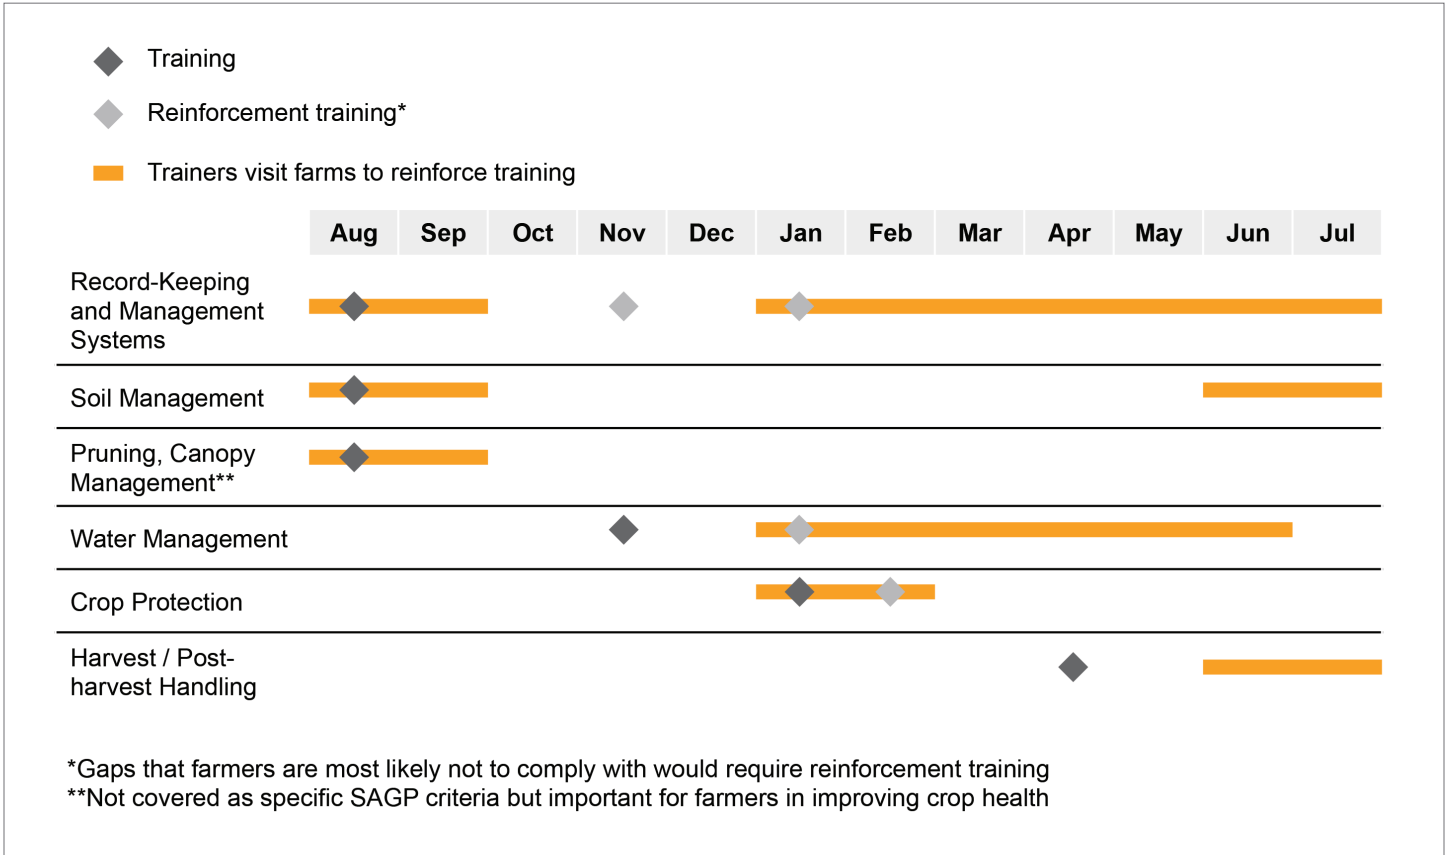 Training
Reinforcement training*
Trainers visit farms to reinforce training
Aug Sep Oct Nov Dec Jan Feb Mar Apr May Jun Jul
Record-Keeping
and Management
Systems
Soil Management
Pruning, Canopy
Management**
Water Management
Crop Protection
Harvest / Post-
harvest Handling
*Gaps that farmers are most likely not to comply with would require reinforcement training
**Not covered as specific SAGP criteria but important for farmers in improving crop health